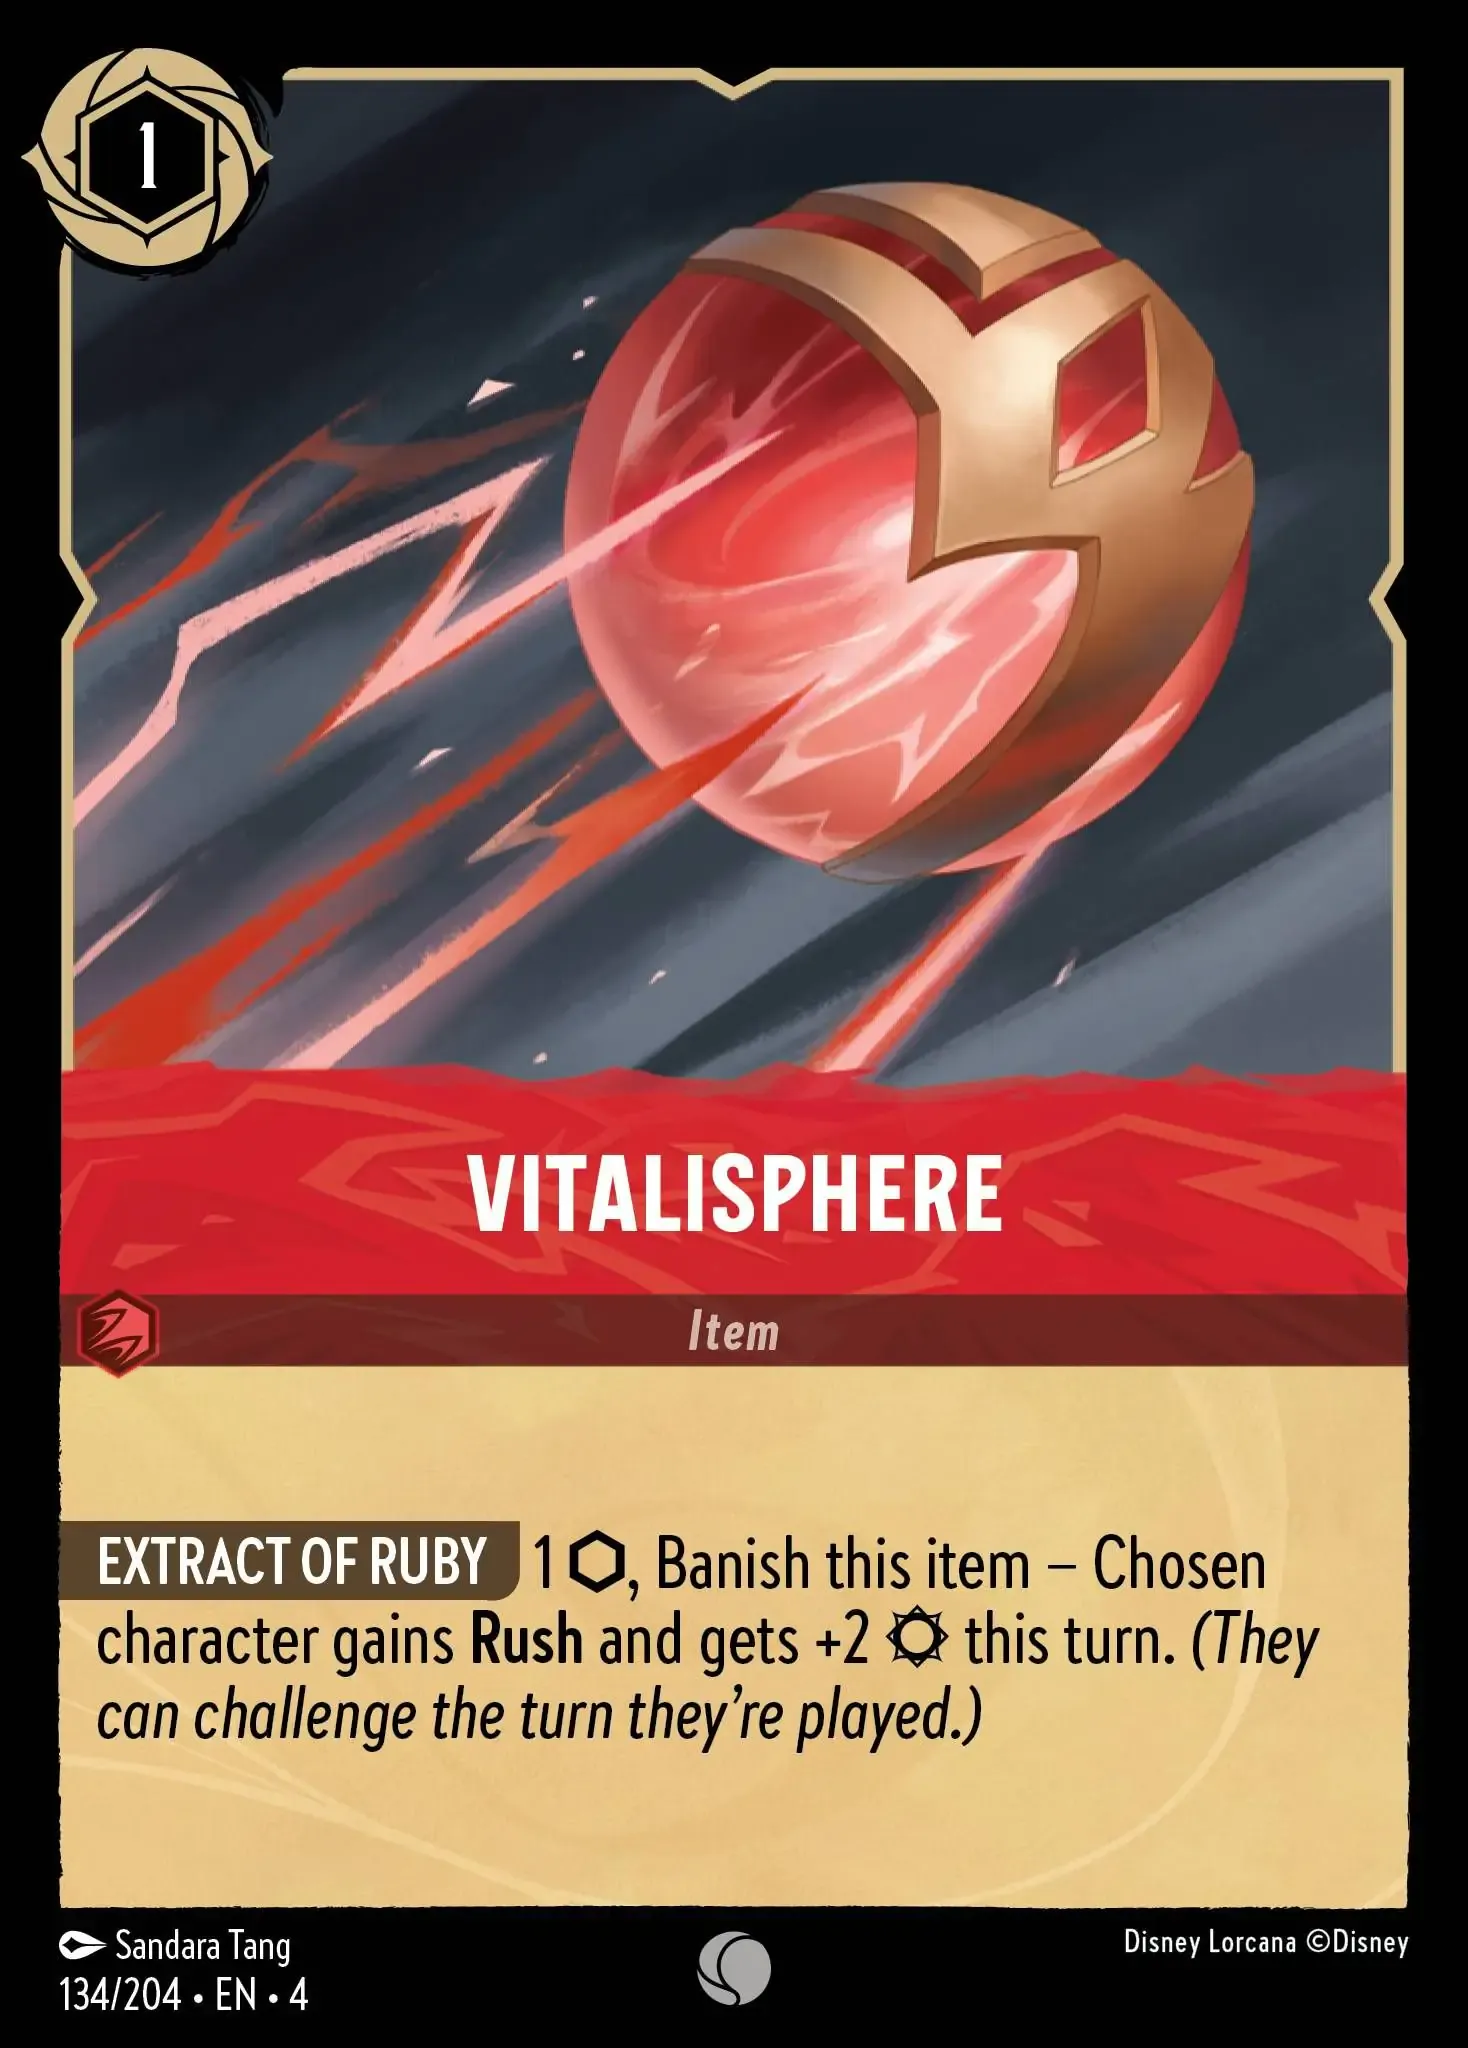 1
VITALISPHERE
Item
EXTRACT OF RUBY 1 ⬡, Banish this item – Chosen
character gains Rush and gets +2 ¤ this turn. (They
can challenge the turn they're played.)
Sandara Tang
Disney Lorcana ©Disney
134/204 • EN • 4